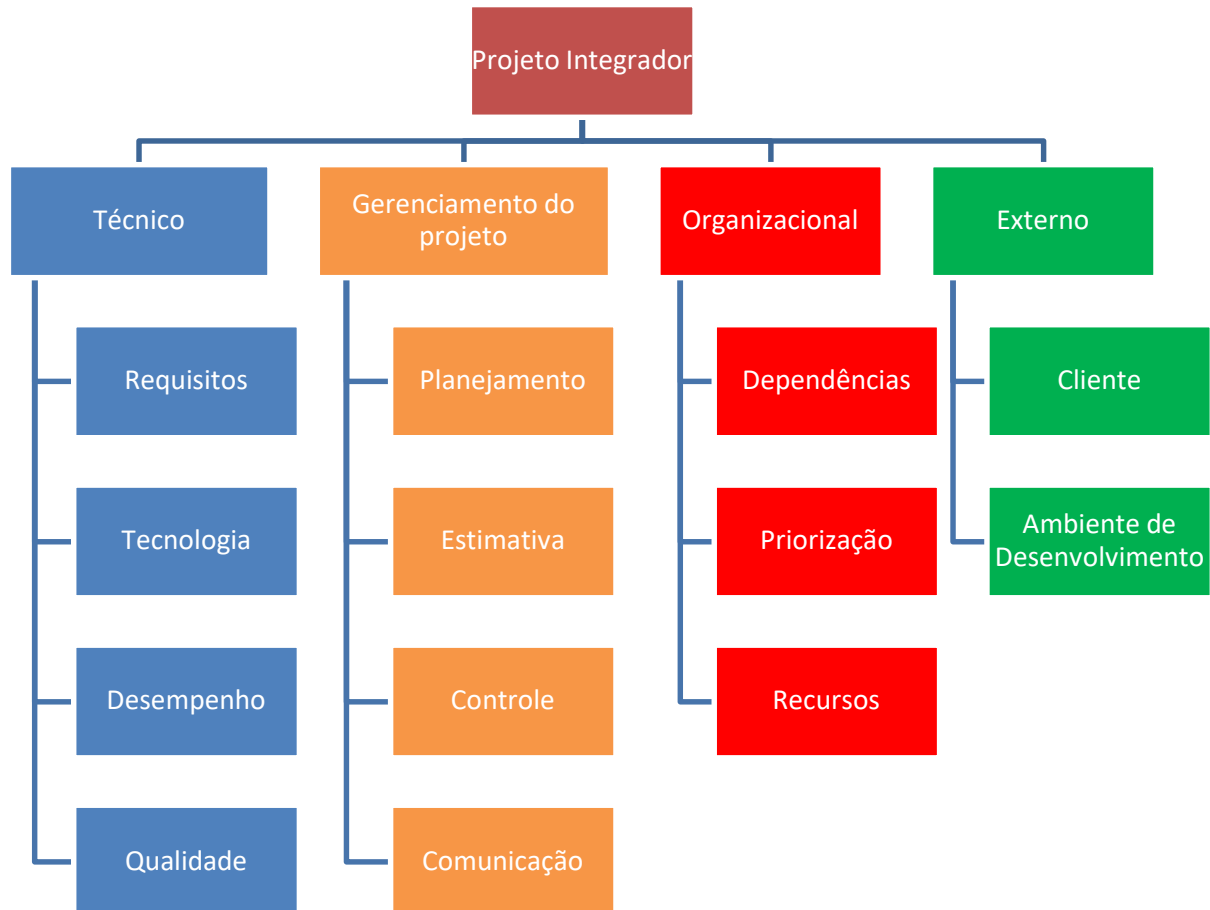 Projeto Integrador
Técnico
Gerenciamento do
projeto
Organizacional
Externo
Requisitos
Planejamento
Dependências
Cliente
Tecnologia
Estimativa
Priorização
Ambiente de
Desenvolvimento
Desempenho
Controle
Recursos
Qualidade
Comunicação